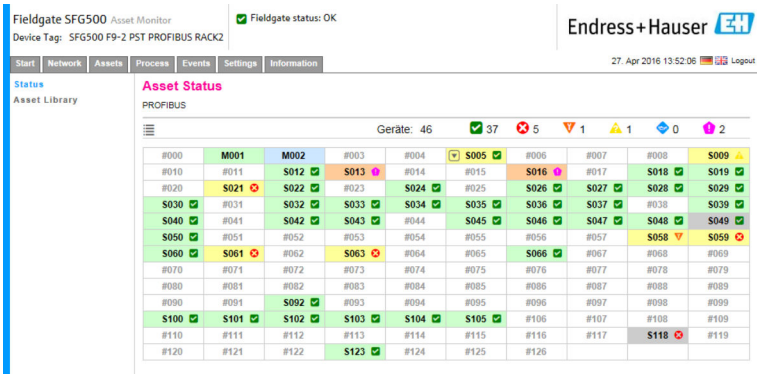 Fieldgate SFG500 Asset Monitor
Fieldgate status: OK
Device Tag: SFG500 F9-2 PST PROFIBUS RACK2
Endress+Hauser EH
Start Network Assets Process Events Settings Information
27. Apr 2016 13:52:06 Logout
Status
Asset Library
Asset Status
PROFIBUS
Geräte: 46 37 5 1 1 0 2
#000 M001 M002 #003 #004 S005 #006 #007 #008 S009
#010 #011 S012 S013 #014 #015 S016 #017 S018 S019
#020 S021 S022 #023 S024 #025 S026 S027 S028 S029
S030 #031 S032 S033 S034 S035 S036 S037 #038 S039
S040 #041 S042 S043 #044 S045 S046 S047 S048 S049
S050 #051 #052 #053 #054 #055 #056 #057 S058 S059
S060 S061 #062 S063 #064 #065 S066 #067 #068 #069
#070 #071 #072 #073 #074 #075 #076 #077 #078 #079
#080 #081 #082 #083 #084 #085 #086 #087 #088 #089
#090 #091 S092 #093 #094 #095 #096 #097 #098 #099
S100 S101 S102 S103 S104 S105 #106 #107 #108 #109
#110 #111 #112 #113 #114 #115 #116 #117 S118 #119
#120 #121 #122 S123 #124 #125 #126